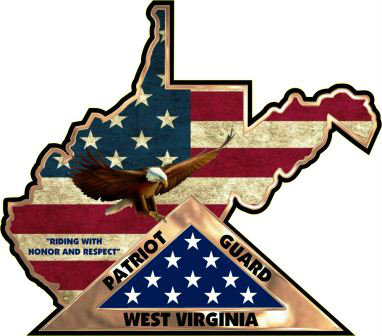 "RIDING WITH
HONOR AND RESPECT"
PATRIOT GUARD
WEST VIRGINIA